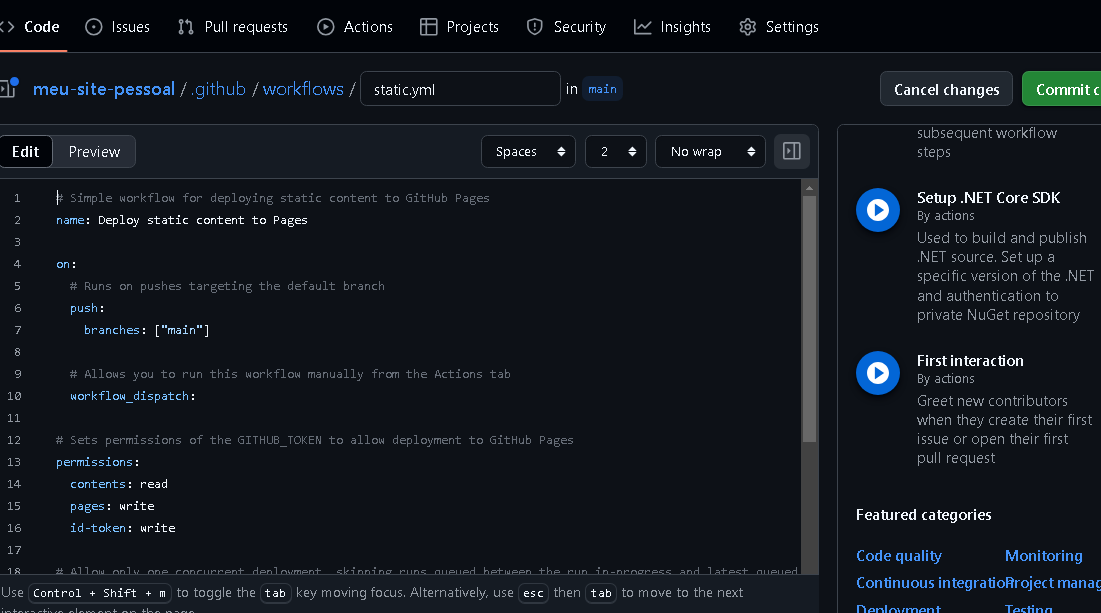 Code Issues Pull requests Actions Projects Security Insights Settings
meu-site-pessoal / .github / workflows / static.yml in main Cancel changes Commit c
Edit Preview Spaces 2 No wrap
1 # Simple workflow for deploying static content to GitHub Pages
2 name: Deploy static content to Pages
3
4 on:
5 # Runs on pushes targeting the default branch
6 push:
7 branches: ["main"]
8
9 # Allows you to run this workflow manually from the Actions tab
10 workflow_dispatch:
11
12 # Sets permissions of the GITHUB_TOKEN to allow deployment to GitHub Pages
13 permissions:
14 contents: read
15 pages: write
16 id-token: write
17
18 # Allow only one concurrent deployment, skipping runs queued between the run in-progress and latest queued
Use Control + Shift + m to toggle the tab key moving focus. Alternatively, use esc then tab to move to the next
interactive element on the page.
subsequent workflow
steps
Setup .NET Core SDK
By actions
Used to build and publish
.NET source. Set up a
specific version of the .NET
and authentication to
private NuGet repository
First interaction
By actions
Greet new contributors
when they create their first
issue or open their first
pull request
Featured categories
Code quality Monitoring
Continuous integratio Project manag
Deployment Testing